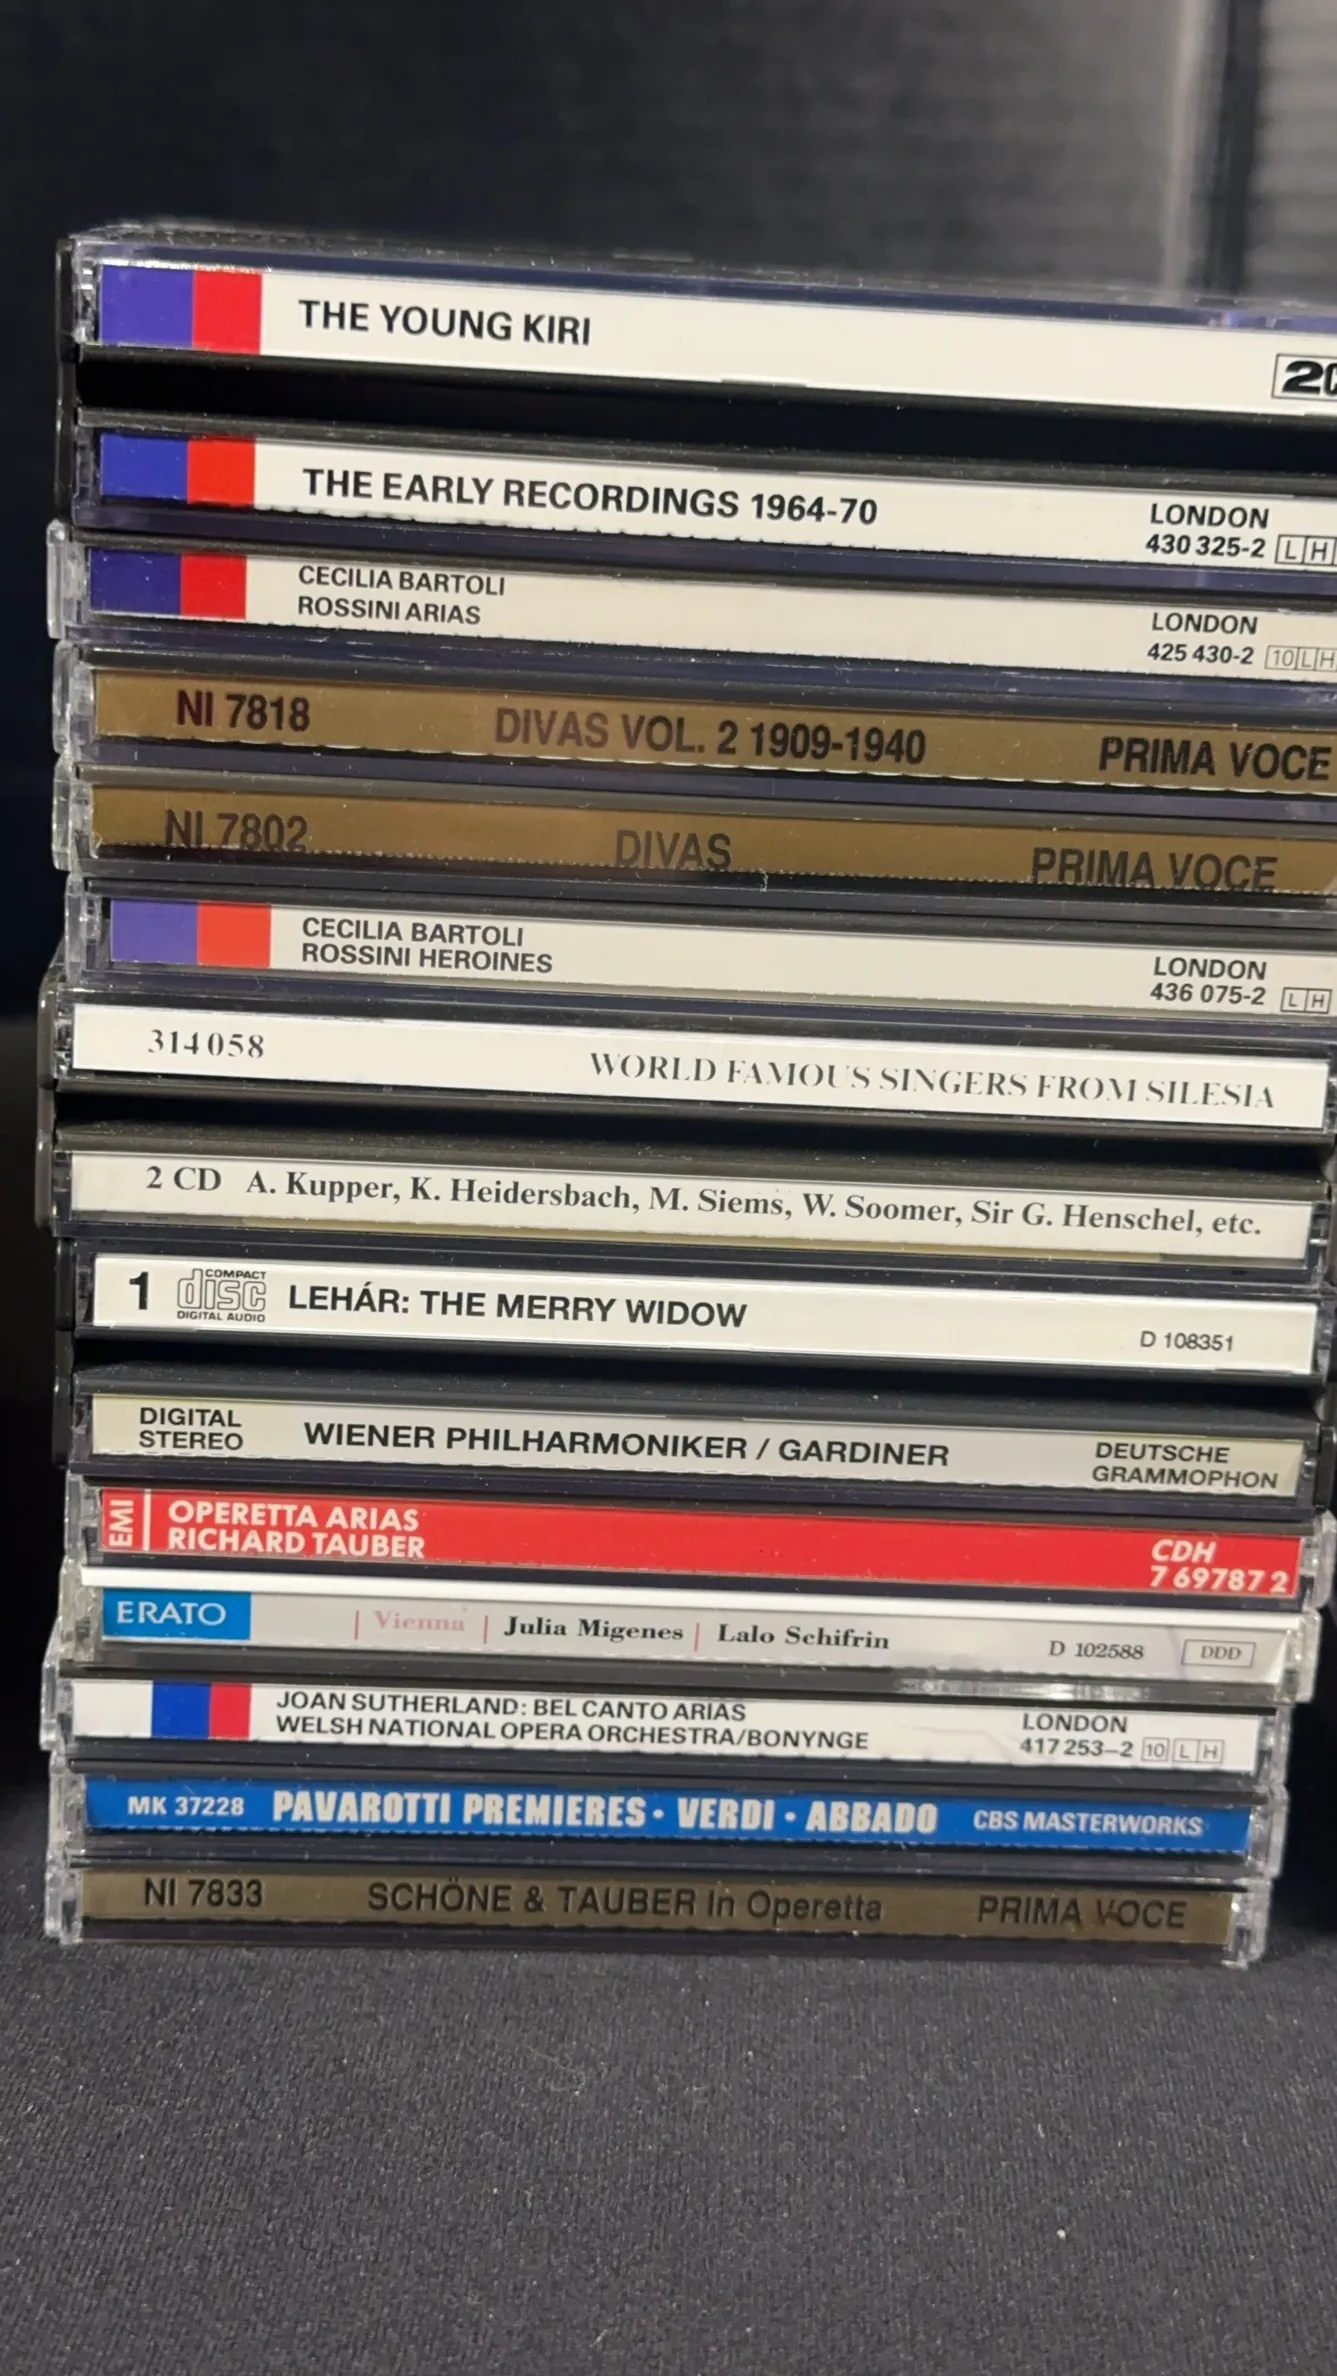 THE YOUNG KIRI
THE EARLY RECORDINGS 1964-70
LONDON
430 325-2 L H
CECILIA BARTOLI
ROSSINI ARIAS
LONDON
425 430-2 10 L H
NI 7818 DIVAS VOL. 2 1909-1940 PRIMA VOCE
NI 7802 DIVAS PRIMA VOCE
CECILIA BARTOLI
ROSSINI HEROINES
LONDON
436 075-2 L H
314 058 WORLD FAMOUS SINGERS FROM SILESIA
2 CD A. Kupper, K. Heidersbach, M. Siems, W. Soomer, Sir G. Henschel, etc.
1 COMPACT disc DIGITAL AUDIO LEHÁR: THE MERRY WIDOW D 108351
DIGITAL
STEREO
WIENER PHILHARMONIKER / GARDINER
DEUTSCHE
GRAMMOPHON
EMI
OPERETTA ARIAS
RICHARD TAUBER
CDH
7 69787 2
ERATO | Vienna | Julia Migenes | Lalo Schifrin D 102588 DDD
JOAN SUTHERLAND: BEL CANTO ARIAS
WELSH NATIONAL OPERA ORCHESTRA/BONYNGE
LONDON
417 253–2 10 L H
MK 37228 PAVAROTTI PREMIERES · VERDI · ABBADO CBS MASTERWORKS
NI 7833 SCHÖNE & TAUBER In Operetta PRIMA VOCE